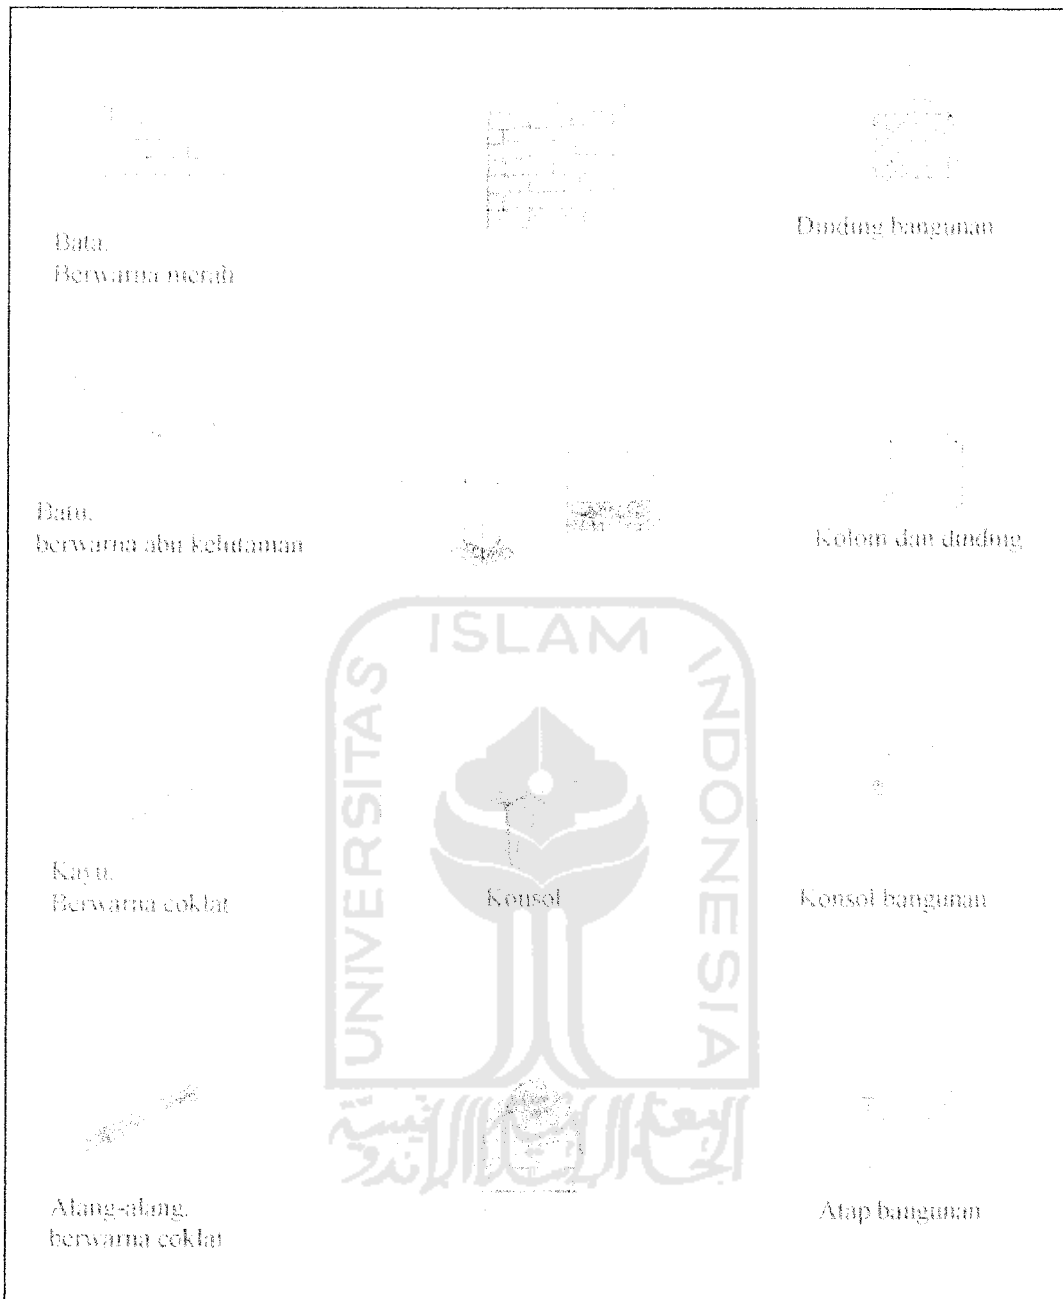 Bata.
Berwarna merah
Dinding bangunan
Batu.
berwarna abu kehitaman
Kolom dan dinding
ISLAM
UNIVERSITAS
INDONESIA
Kayu.
Berwarna coklat
Konsol
Konsol bangunan
Alang-alang.
berwarna coklat
Atap bangunan